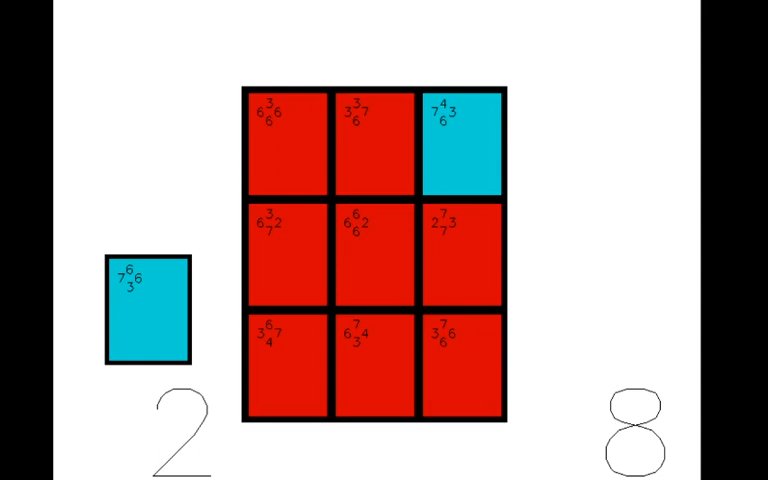 3 3 4
6 6 3 7 7 3
6 6 6
3 6 7
6 2 6 2 2 3
7 6 7
6
7 6
3
6 7 7
3 7 6 4 3 6
4 3 6
2 8